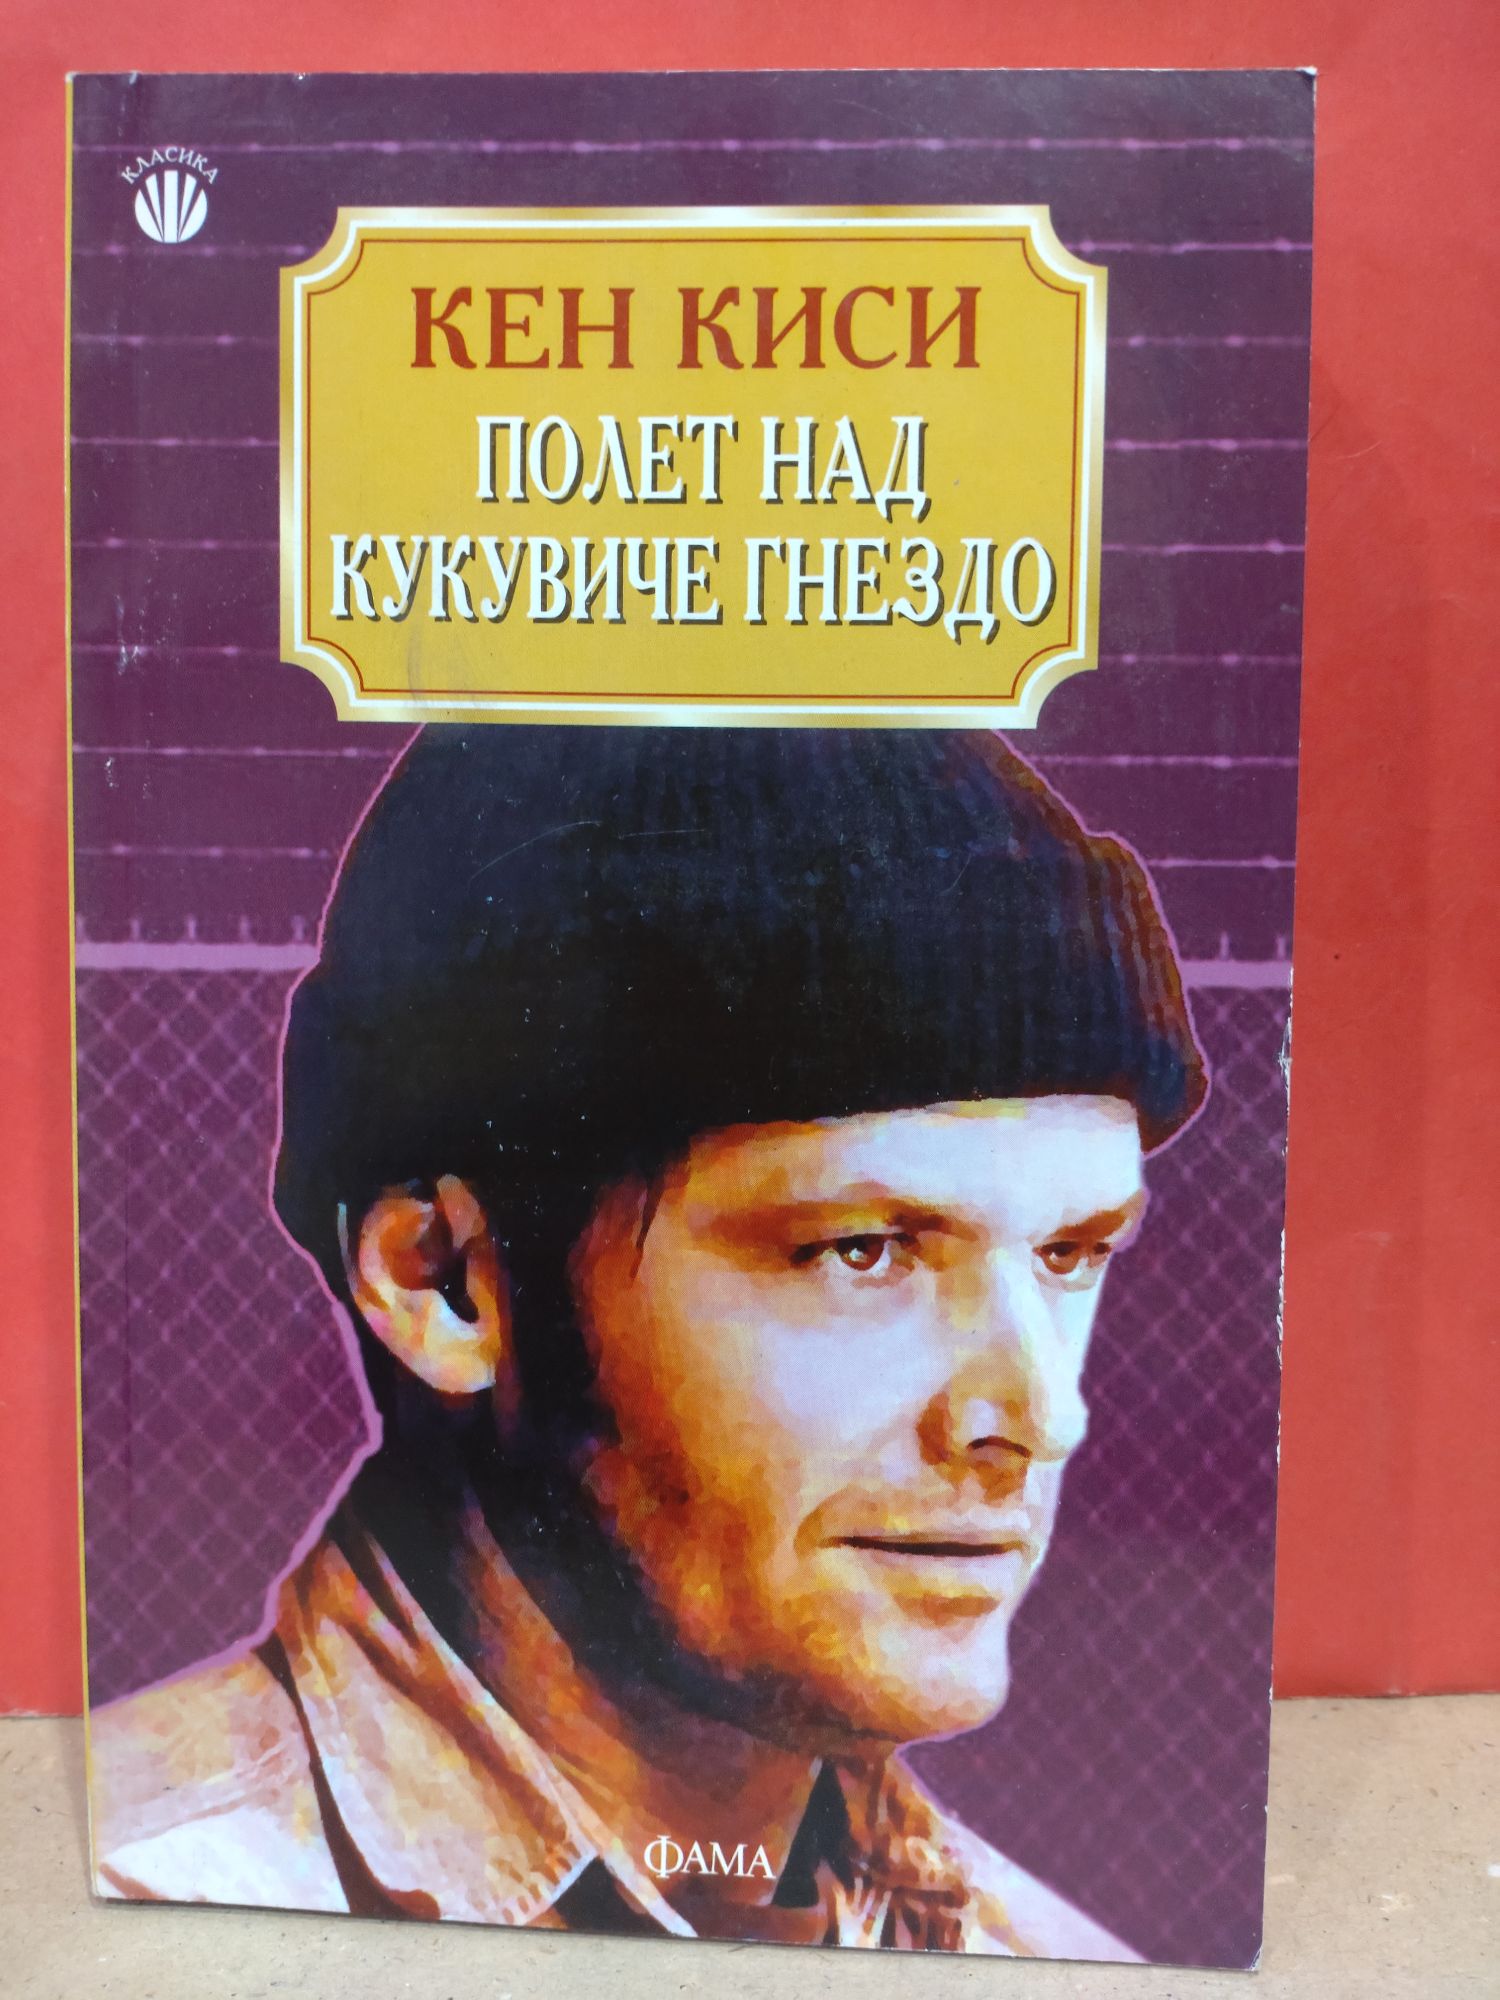 КЛАСИКА
КЕН КИСИ
ПОЛЕТ НАД
КУКУВИЧЕ ГНЕЗДО
ФАМА